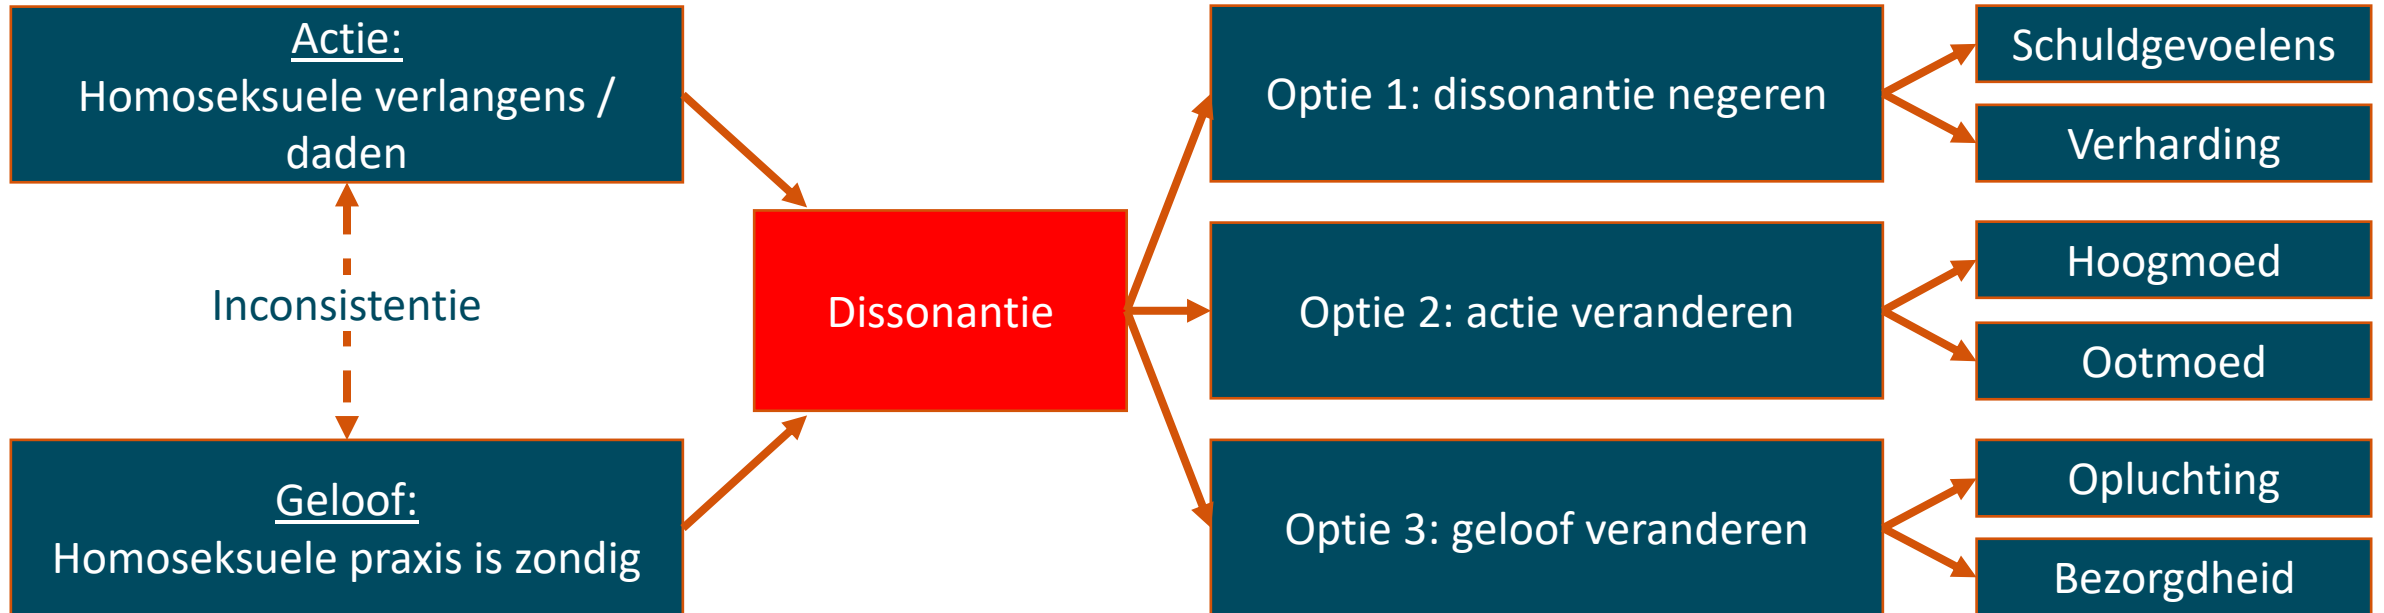 Actie:
Homoseksuele verlangens /
daden
Inconsistentie
Geloof:
Homoseksuele praxis is zondig
Dissonantie
Optie 1: dissonantie negeren
Schuldgevoelens
Verharding
Optie 2: actie veranderen
Hoogmoed
Ootmoed
Optie 3: geloof veranderen
Opluchting
Bezorgdheid